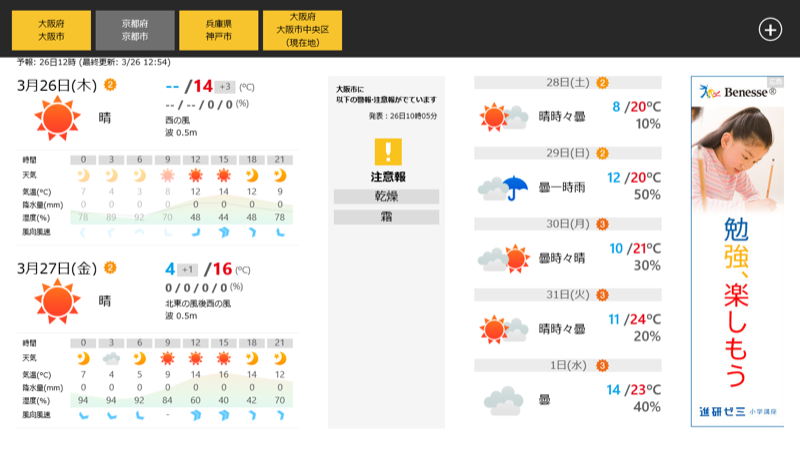 大阪府
大阪市
京都府
京都市
兵庫県
神戸市
大阪府
大阪市中央区
(現在地)
予報: 26日12時 (最終更新: 3/26 12:54)
3月26日(木) 2
晴
-- /14 +3 (℃)
-- / -- / 0 / 0 (%)
西の風
波 0.5m
時間 0 3 6 9 12 15 18 21
天気
気温(℃) 7 4 3 8 12 14 12 9
降水量(mm) 0 0 0 0 0 0 0 0
湿度(%) 78 89 92 70 48 44 48 78
風向風速
3月27日(金) 2
晴
4 +1 /16 (℃)
0 / 0 / 0 / 0 (%)
北東の風後西の風
波 0.5m
時間 0 3 6 9 12 15 18 21
天気
気温(℃) 7 4 5 9 14 16 14 12
降水量(mm) 0 0 0 0 0 0 0 0
湿度(%) 94 94 92 84 60 40 42 70
風向風速 -
大阪市に
以下の警報・注意報がでています
発表：26日10時05分
注意報
乾燥
霜
28日(土) 2
晴時々曇
8 /20℃
10%
29日(日) 2
曇一時雨
12 /20℃
50%
30日(月) 3
曇時々晴
10 /21℃
30%
31日(火) 3
晴時々曇
11 /24℃
20%
1日(水) 3
曇
14 /23℃
40%
Benesse®
勉強、楽しもう
進研ゼミ 小学講座